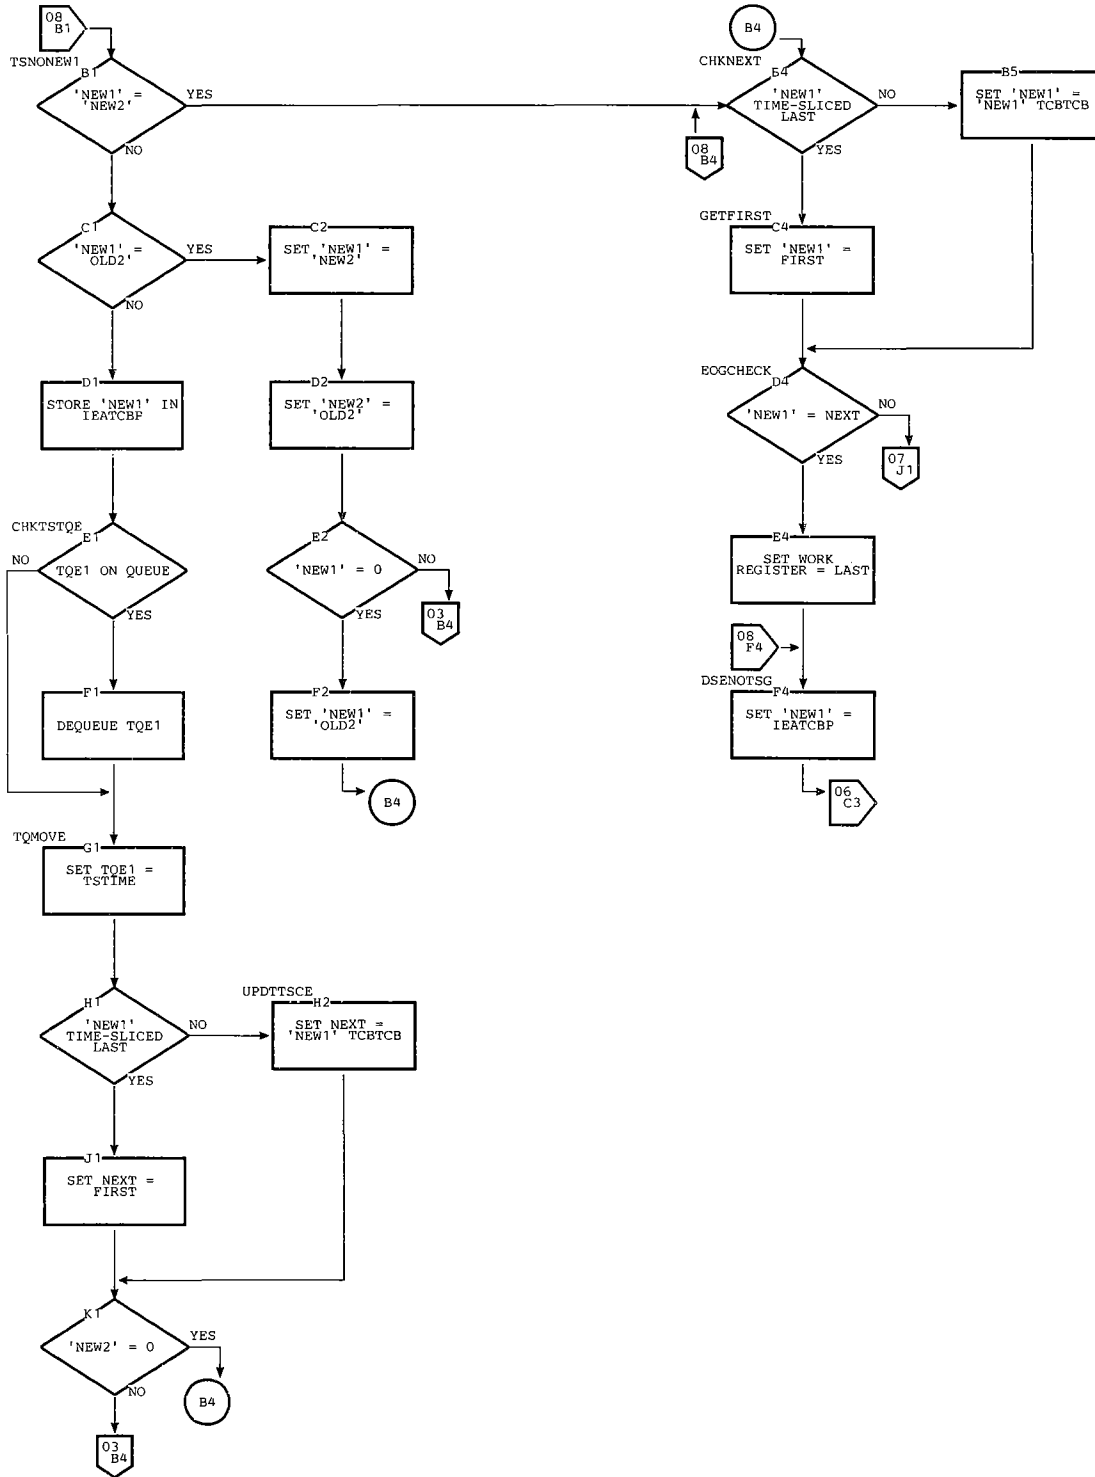 08
B1
TSNONEW1
B1
'NEW1' =
'NEW2'
YES
NO
C1
'NEW1' =
OLD2'
YES
NO
C2
SET 'NEW1' =
'NEW2'
D1
STORE 'NEW1' IN
IEATCBP
D2
SET 'NEW2' =
'OLD2'
CHKTSTQE
E1
NO
TQE1 ON QUEUE
YES
E2
'NEW1' = 0
NO
03
B4
YES
F1
DEQUEUE TQE1
F2
SET 'NEW1' =
'OLD2'
B4
TQMOVE
G1
SET TQE1 =
TSTIME
H1
'NEW1'
TIME-SLICED
LAST
NO
YES
UPDTTSCE
H2
SET NEXT =
'NEW1' TCBTCB
J1
SET NEXT =
FIRST
K1
'NEW2' = 0
YES
B4
NO
03
B4
B4
CHKNEXT
B4
'NEW1'
TIME-SLICED
LAST
NO
YES
08
B4
B5
SET 'NEW1' =
'NEW1' TCBTCB
GETFIRST
C4
SET 'NEW1' =
FIRST
EOGCHECK
D4
'NEW1' = NEXT
NO
07
J1
YES
E4
SET WORK
REGISTER = LAST
08
F4
DSENOTSG
F4
SET 'NEW1' =
IEATCBP
06
C3